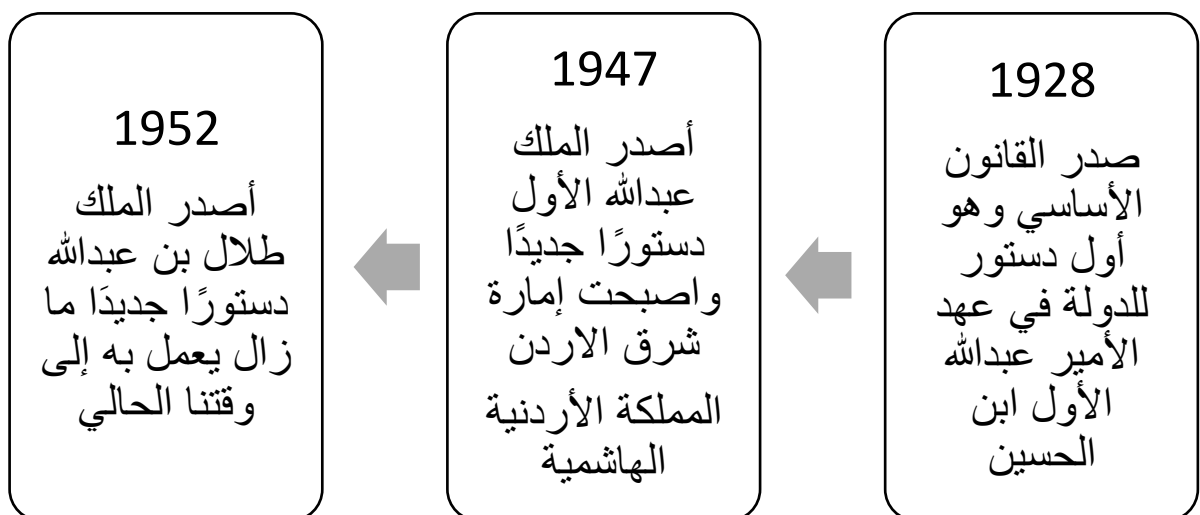 1928
صدر القانون
الأساسي وهو
أول دستور
للدولة في عهد
الأمير عبدالله
الأول ابن
الحسين
1947
أصدر الملك
عبدالله الأول
دستورًا جديدًا
واصبحت إمارة
شرق الاردن
المملكة الأردنية
الهاشمية
1952
أصدر الملك
طلال بن عبدالله
دستورًا جديدَا ما
زال يعمل به إلى
وقتنا الحالي